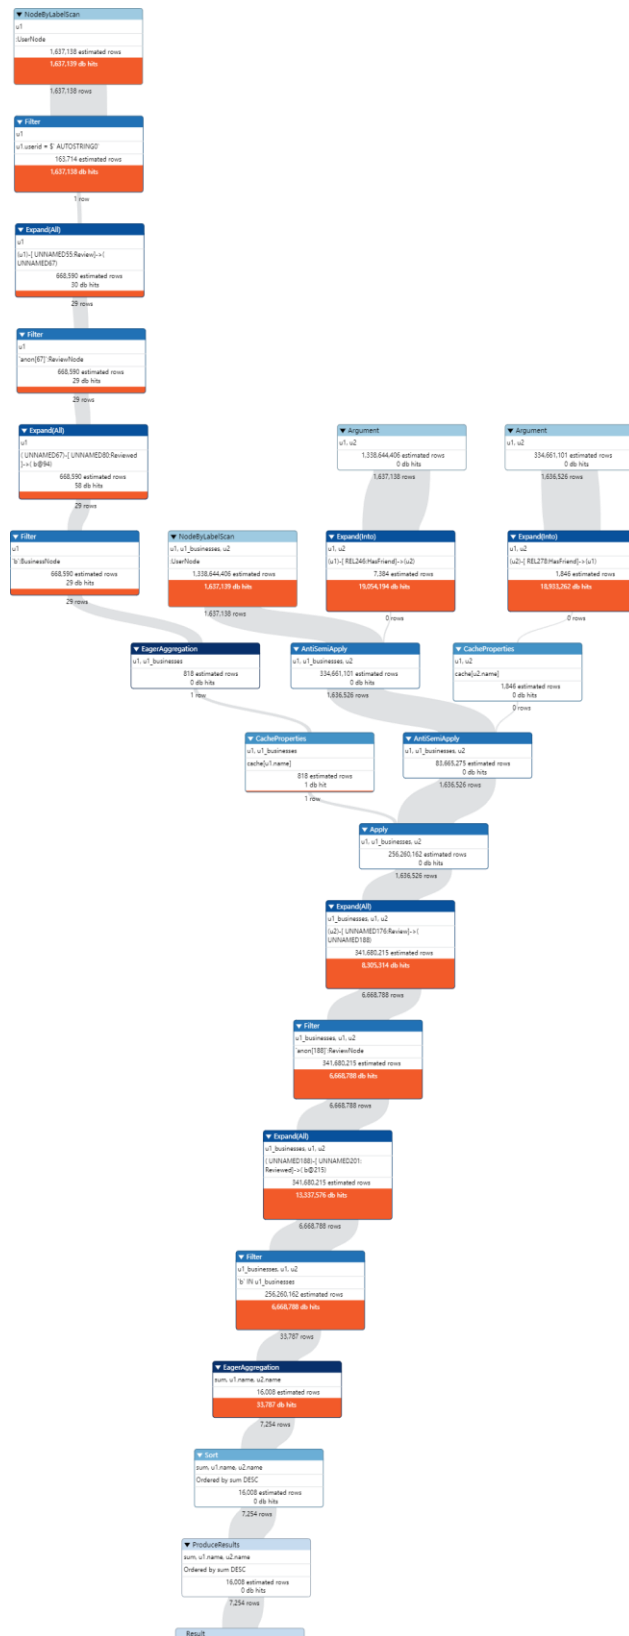 ▼ NodeByLabelScan
u1
:UserNode
1,637,138 estimated rows
1,637,139 db hits
1,637,138 rows
▼ Filter
u1
u1.userid = $` AUTOSTRING0`
163,714 estimated rows
1,637,138 db hits
1 row
▼ Expand(All)
u1
(u1)-[ UNNAMED55:Review]->(
UNNAMED67)
668,590 estimated rows
30 db hits
29 rows
▼ Filter
u1
`anon[67]`:ReviewNode
668,590 estimated rows
29 db hits
29 rows
▼ Expand(All)
u1
( UNNAMED67)-[ UNNAMED80:Reviewed
]->( b@94)
668,590 estimated rows
58 db hits
29 rows
▼ Argument
u1, u2
1,338,644,406 estimated rows
0 db hits
1,637,138 rows
▼ Argument
u1, u2
334,661,101 estimated rows
0 db hits
1,636,526 rows
▼ Filter
u1
`b`:BusinessNode
668,590 estimated rows
29 db hits
29 rows
▼ NodeByLabelScan
u1, u1_businesses, u2
:UserNode
1,338,644,406 estimated rows
1,637,139 db hits
1,637,138 rows
▼ Expand(Into)
u1, u2
(u1)-[ REL246:HasFriend]->(u2)
7,384 estimated rows
19,054,194 db hits
0 rows
▼ Expand(Into)
u1, u2
(u2)-[ REL278:HasFriend]->(u1)
1,846 estimated rows
18,933,262 db hits
0 rows
▼ EagerAggregation
u1, u1_businesses
818 estimated rows
0 db hits
1 row
▼ AntiSemiApply
u1, u1_businesses, u2
334,661,101 estimated rows
0 db hits
1,636,526 rows
▼ CacheProperties
u1, u2
cache[u2.name]
1,846 estimated rows
0 db hits
0 rows
▼ CacheProperties
u1, u1_businesses
cache[u1.name]
818 estimated rows
1 db hit
1 row
▼ AntiSemiApply
u1, u1_businesses, u2
83,665,275 estimated rows
0 db hits
1,636,526 rows
▼ Apply
u1, u1_businesses, u2
256,260,162 estimated rows
0 db hits
1,636,526 rows
▼ Expand(All)
u1_businesses, u1, u2
(u2)-[ UNNAMED176:Review]->(
UNNAMED188)
341,680,215 estimated rows
8,305,314 db hits
6,668,788 rows
▼ Filter
u1_businesses, u1, u2
`anon[188]`:ReviewNode
341,680,215 estimated rows
6,668,788 db hits
6,668,788 rows
▼ Expand(All)
u1_businesses, u1, u2
( UNNAMED188)-[ UNNAMED201:
Reviewed]->( b@215)
341,680,215 estimated rows
13,337,576 db hits
6,668,788 rows
▼ Filter
u1_businesses, u1, u2
`b` IN u1_businesses
256,260,162 estimated rows
6,668,788 db hits
33,787 rows
▼ EagerAggregation
sum, u1.name, u2.name
16,008 estimated rows
33,787 db hits
7,254 rows
▼ Sort
sum, u1.name, u2.name
Ordered by sum DESC
16,008 estimated rows
0 db hits
7,254 rows
▼ ProduceResults
sum, u1.name, u2.name
Ordered by sum DESC
16,008 estimated rows
0 db hits
7,254 rows
Result